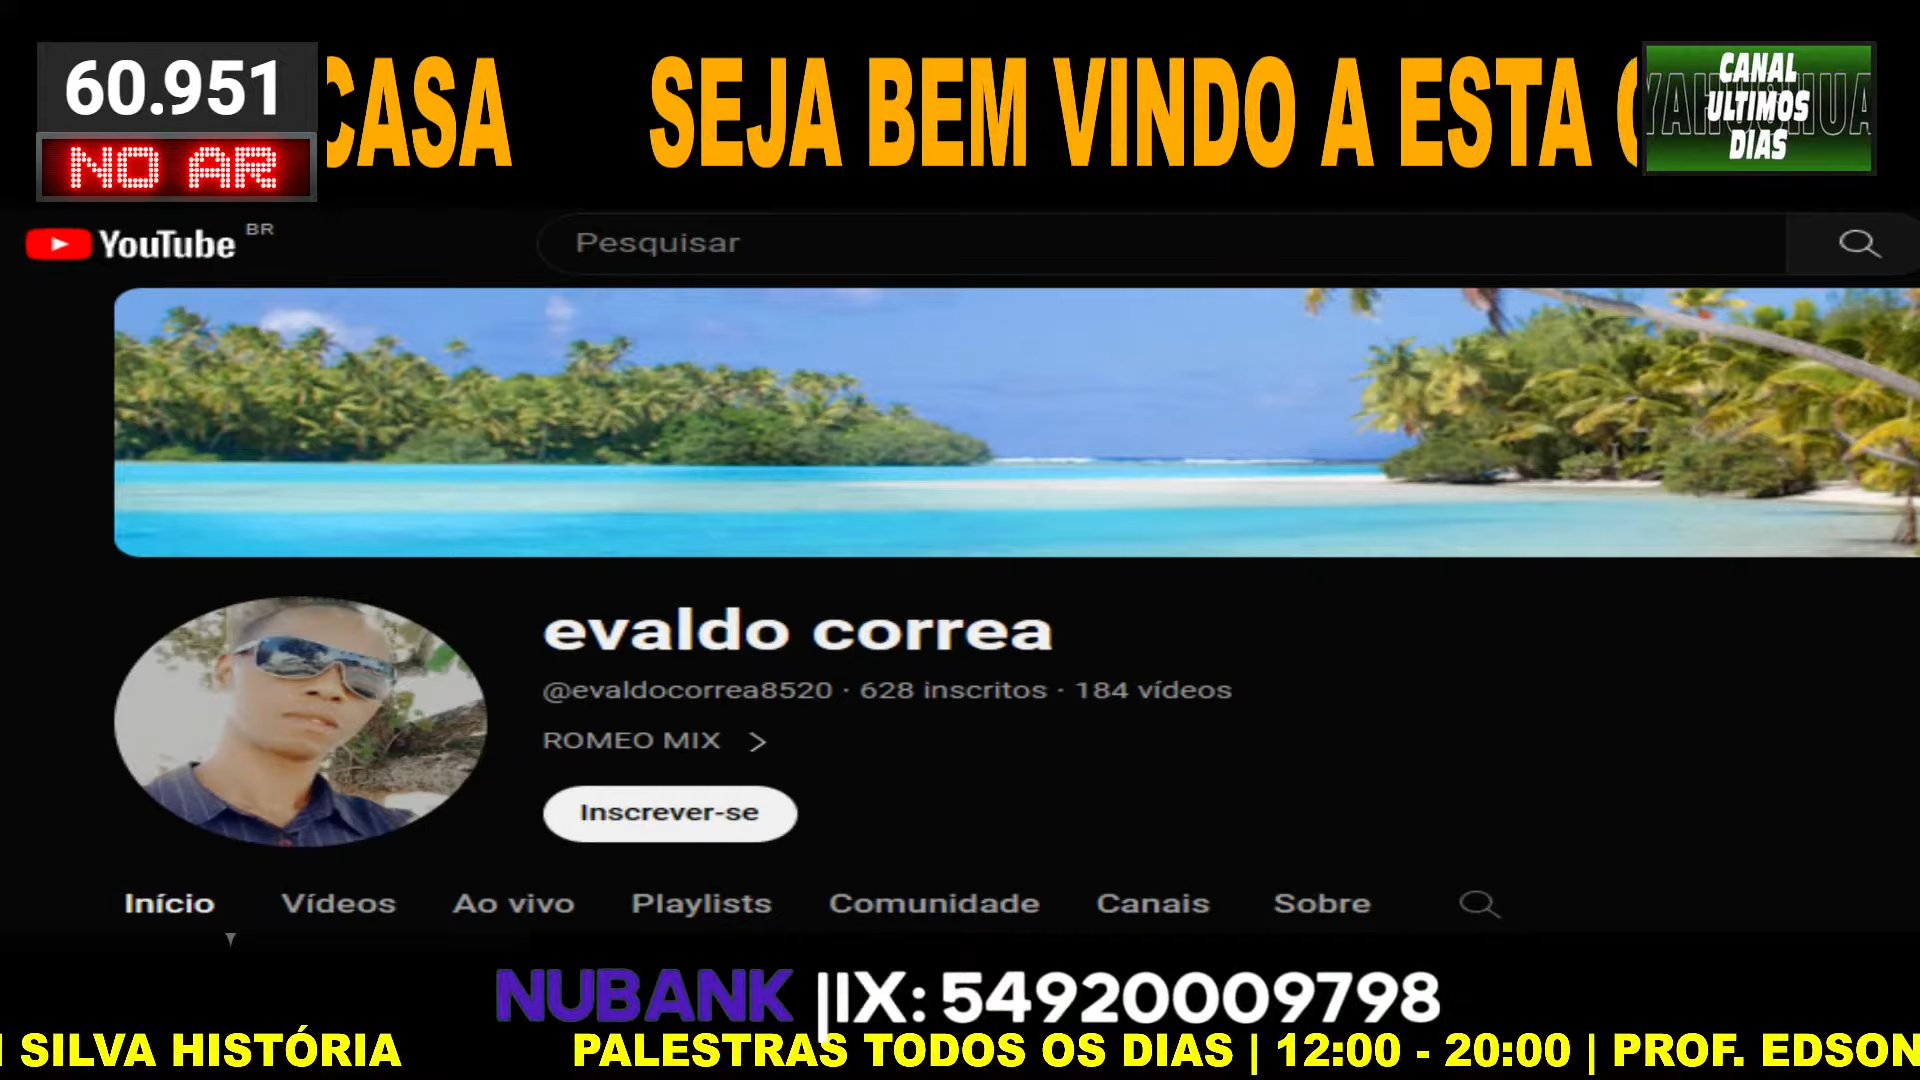 60.951
NO AR
CASA SEJA BEM VINDO A ESTA
CANAL
ULTIMOS
DIAS
YouTube BR
Pesquisar
evaldo correa
@evaldocorrea8520 · 628 inscritos · 184 vídeos
ROMEO MIX >
Inscrever-se
Início Vídeos Ao vivo Playlists Comunidade Canais Sobre
NUBANK |IX: 54920009798
SILVA HISTÓRIA PALESTRAS TODOS OS DIAS | 12:00 - 20:00 | PROF. EDSON